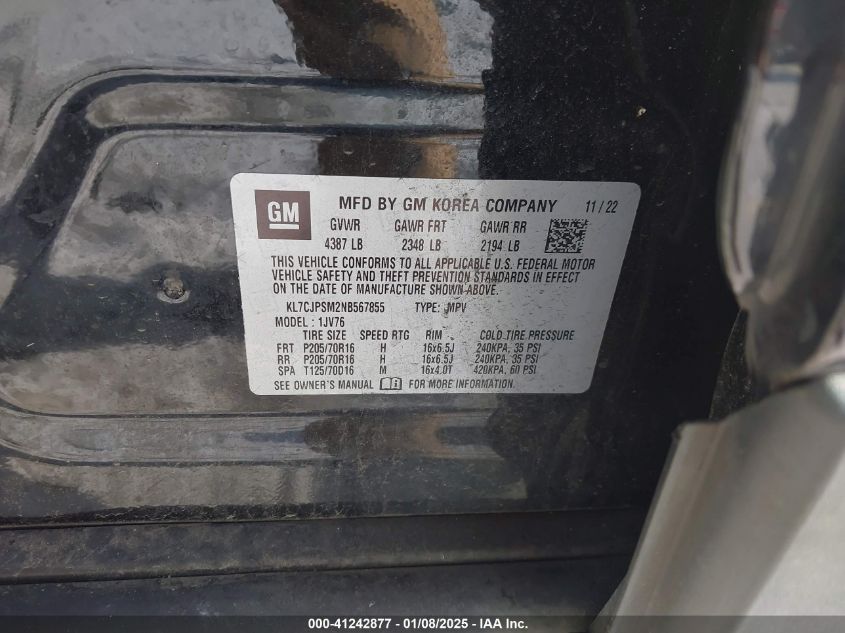 GM
MFD BY GM KOREA COMPANY 11/22
GVWR GAWR FRT GAWR RR
4387 LB 2348 LB 2194 LB
THIS VEHICLE CONFORMS TO ALL APPLICABLE U.S. FEDERAL MOTOR
VEHICLE SAFETY AND THEFT PREVENTION STANDARDS IN EFFECT
ON THE DATE OF MANUFACTURE SHOWN ABOVE.
KL7CJPSM2NB567855 TYPE: MPV
MODEL: 1JV76
TIRE SIZE SPEED RTG RIM COLD TIRE PRESSURE
FRT P205/70R16 H 16x6.5J 240KPA, 35 PSI
RR P205/70R16 H 16x6.5J 240KPA, 35 PSI
SPA T125/70D16 M 16x4.0T 420KPA, 60 PSI
SEE OWNER'S MANUAL FOR MORE INFORMATION.
000-41242877 - 01/08/2025 - IAA Inc.